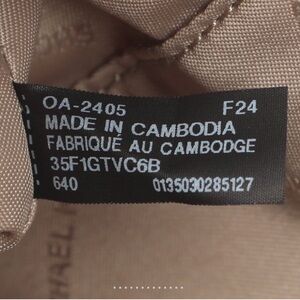 OA-2405 F24
MADE IN CAMBODIA
FABRIQUÉ AU CAMBODGE
35F1GTVC6B
640 0135030285127